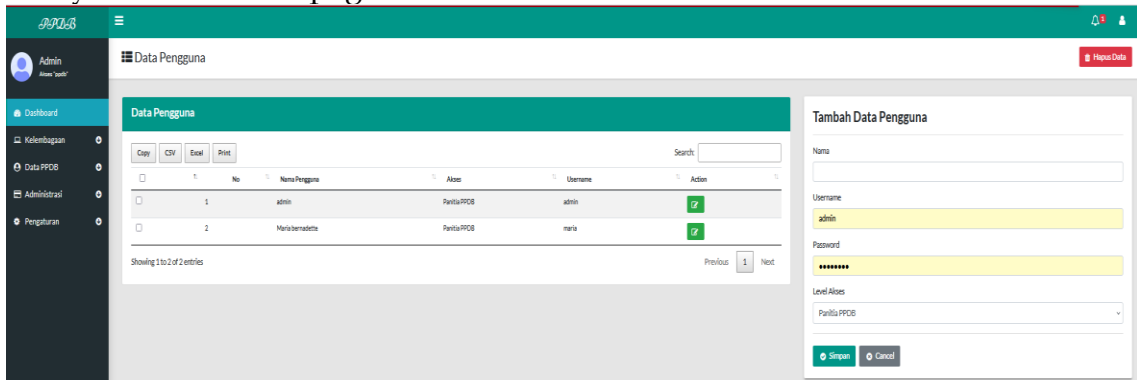 PPDB
1
Admin
Akses "ppdb"
Data Pengguna
Hapus Data
Dashboard
Kelembagaan
Data PPDB
Administrasi
Pengaturan
Data Pengguna
Copy CSV Excel Print
Search:
No Nama Pengguna Akses Username Action
1 admin Panitia PPDB admin
2 Maria bernadette Panitia PPDB maria
Showing 1 to 2 of 2 entries
Previous 1 Next
Tambah Data Pengguna
Nama
Username
admin
Password
Level Akses
Panitia PPDB
Simpan Cancel